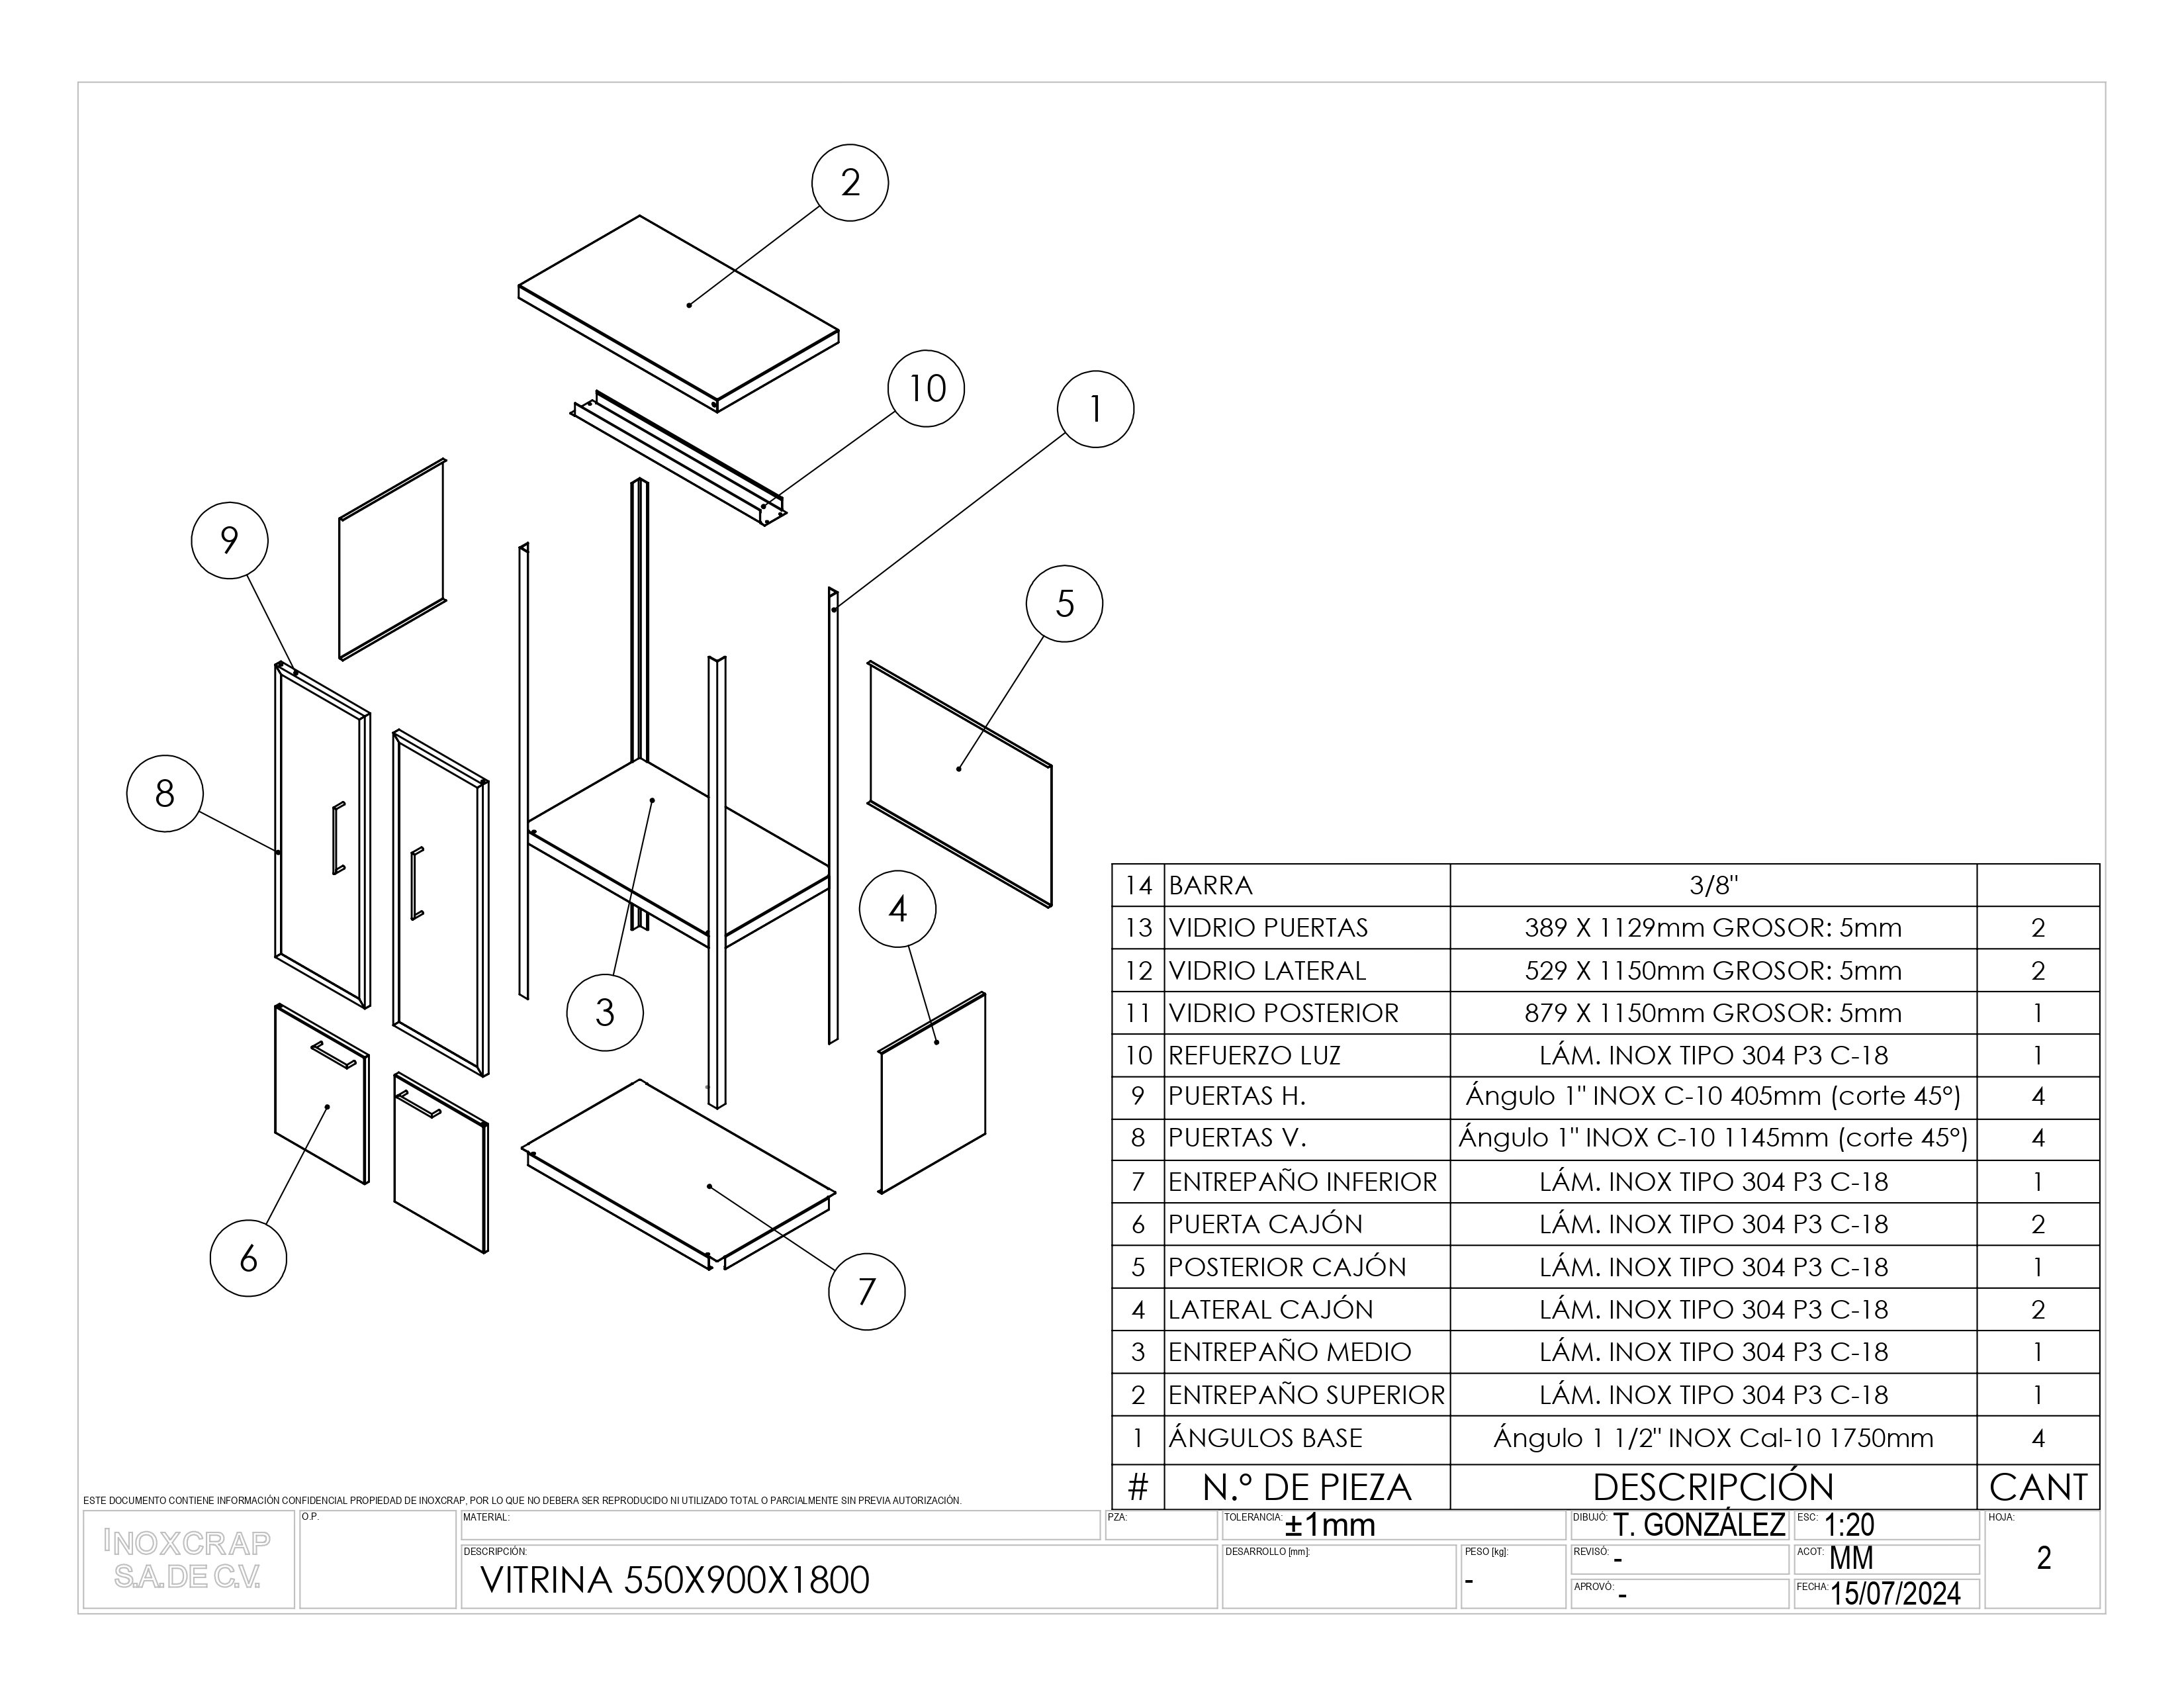 2
10
1
9
5
8
4
3
6
7
14 BARRA 3/8"
13 VIDRIO PUERTAS 389 X 1129mm GROSOR: 5mm 2
12 VIDRIO LATERAL 529 X 1150mm GROSOR: 5mm 2
11 VIDRIO POSTERIOR 879 X 1150mm GROSOR: 5mm 1
10 REFUERZO LUZ LÁM. INOX TIPO 304 P3 C-18 1
9 PUERTAS H. Ángulo 1" INOX C-10 405mm (corte 45°) 4
8 PUERTAS V. Ángulo 1" INOX C-10 1145mm (corte 45°) 4
7 ENTREPAÑO INFERIOR LÁM. INOX TIPO 304 P3 C-18 1
6 PUERTA CAJÓN LÁM. INOX TIPO 304 P3 C-18 2
5 POSTERIOR CAJÓN LÁM. INOX TIPO 304 P3 C-18 1
4 LATERAL CAJÓN LÁM. INOX TIPO 304 P3 C-18 2
3 ENTREPAÑO MEDIO LÁM. INOX TIPO 304 P3 C-18 1
2 ENTREPAÑO SUPERIOR LÁM. INOX TIPO 304 P3 C-18 1
1 ÁNGULOS BASE Ángulo 1 1/2" INOX Cal-10 1750mm 4
# N.º DE PIEZA DESCRIPCIÓN CANT
ESTE DOCUMENTO CONTIENE INFORMACIÓN CONFIDENCIAL PROPIEDAD DE INOXCRAP, POR LO QUE NO DEBERA SER REPRODUCIDO NI UTILIZADO TOTAL O PARCIALMENTE SIN PREVIA AUTORIZACIÓN.
INOXCRAP
S.A.DE C.V.
O.P.
MATERIAL:
PZA:
TOLERANCIA: ±1mm
DIBUJÓ: T. GONZÁLEZ
ESC: 1:20
HOJA:
2
DESCRIPCIÓN:
VITRINA 550X900X1800
DESARROLLO [mm]:
PESO [kg]:
-
REVISÓ: -
ACOT: MM
APROVÓ: -
FECHA: 15/07/2024